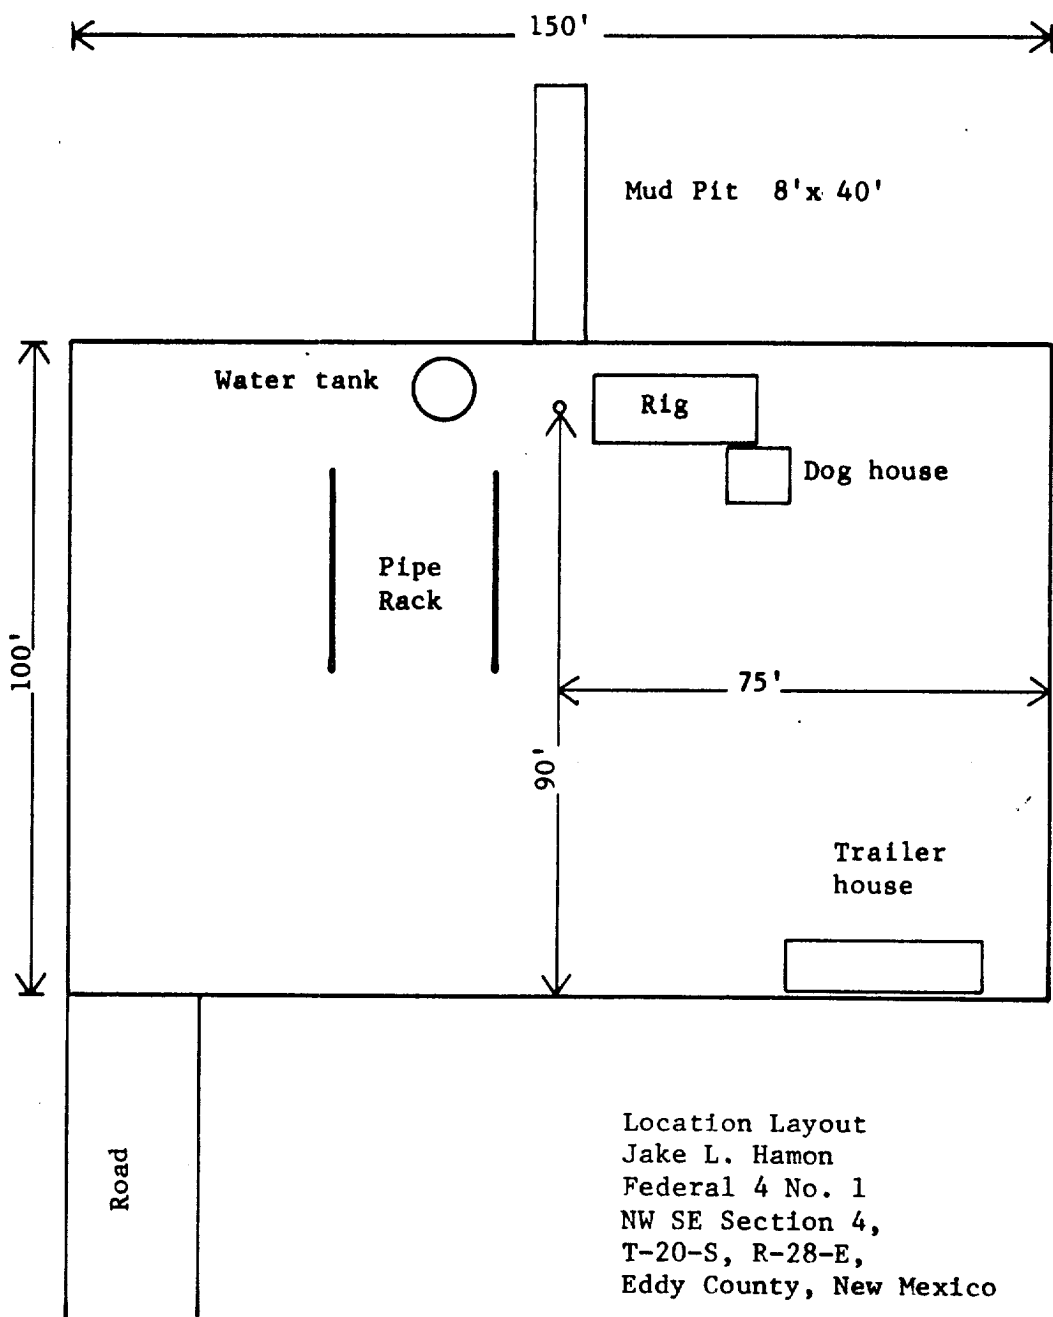 150'
Mud Pit 8'x 40'
Water tank
Rig
Dog house
Pipe
Rack
100'
75'
90'
Trailer
house
Road
Location Layout
Jake L. Hamon
Federal 4 No. 1
NW SE Section 4,
T-20-S, R-28-E,
Eddy County, New Mexico